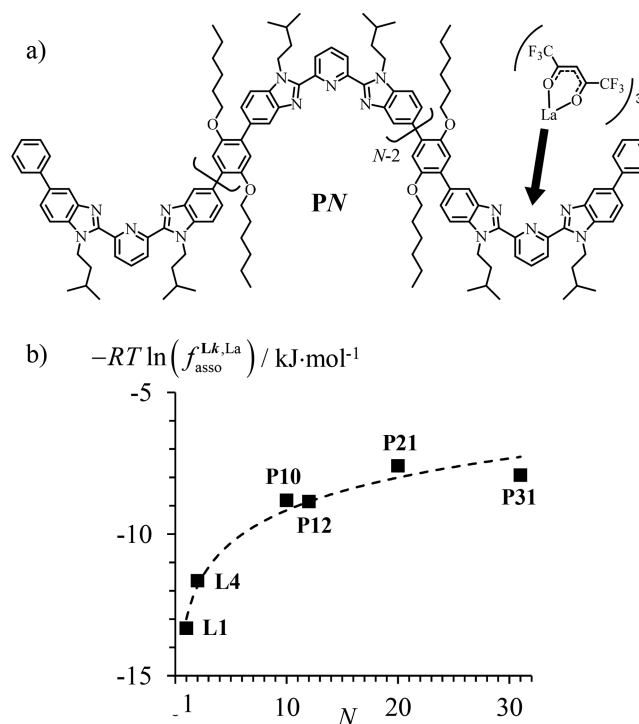 a)
N N N N N
O O
F₃C CF₃
O O
La
3
N-2
PN
O O
N N N N N N N N N N
b) −RT ln(f_asso^{Lk,La}) / kJ·mol⁻¹
-5
P21
P10
P12
P31
-10
L4
L1
-15
1 10 20 30
N